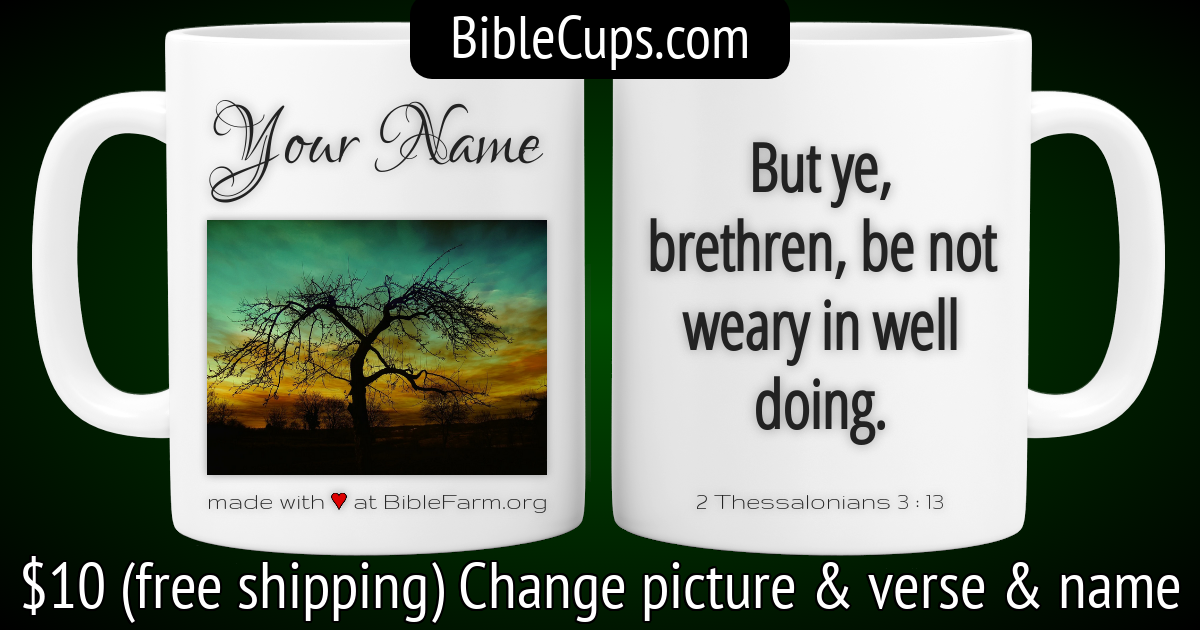 BibleCups.com
Your Name
made with ♥ at BibleFarm.org
But ye,
brethren, be not
weary in well
doing.
2 Thessalonians 3 : 13
$10 (free shipping) Change picture & verse & name